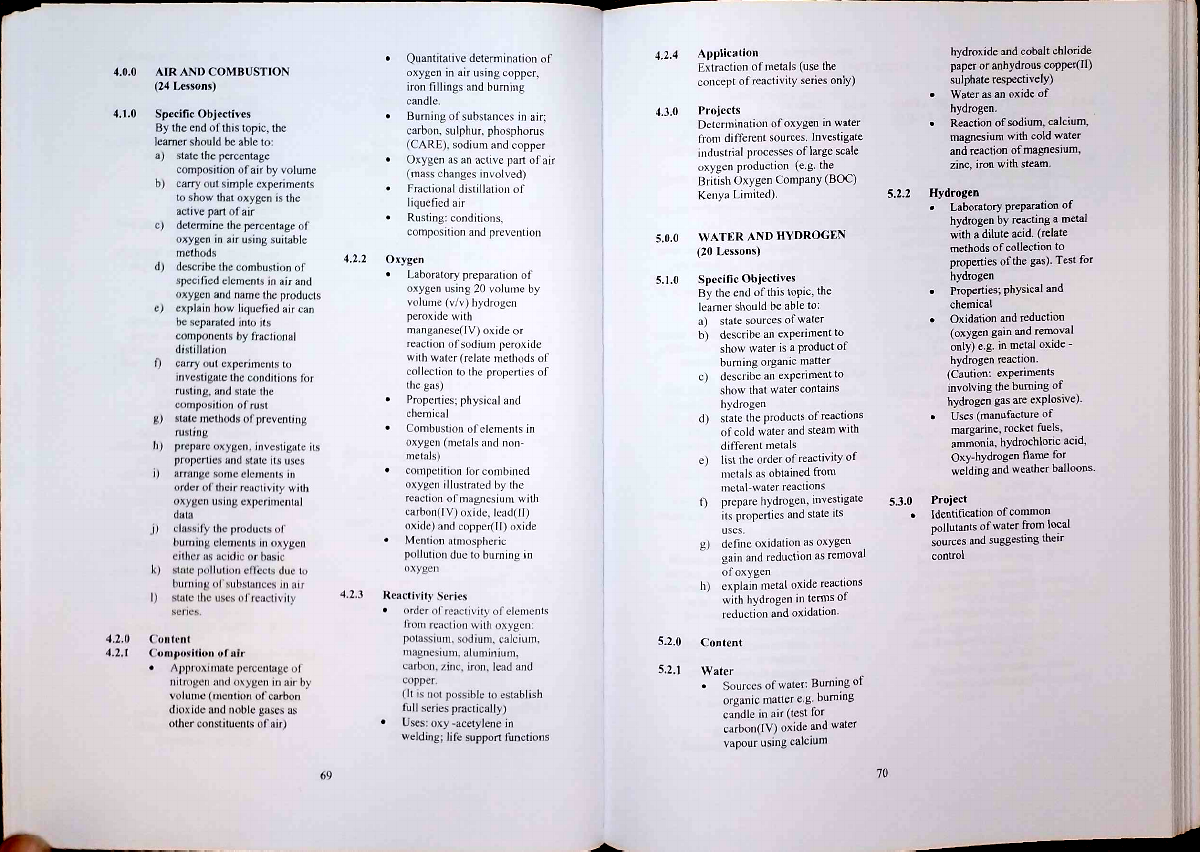 4.0.0 AIR AND COMBUSTION
(24 Lessons)
4.1.0 Specific Objectives
By the end of this topic, the
learner should be able to:
a) state the percentage
composition of air by volume
b) carry out simple experiments
to show that oxygen is the
active part of air
c) determine the percentage of
oxygen in air using suitable
methods
d) describe the combustion of
specified elements in air and
oxygen and name the products
e) explain how liquefied air can
be separated into its
components by fractional
distillation
f) carry out experiments to
investigate the conditions for
rusting, and state the
composition of rust
g) state methods of preventing
rusting
h) prepare oxygen, investigate its
properties and state its uses
i) arrange some elements in
order of their reactivity with
oxygen using experimental
data
j) classify the products of
burning elements in oxygen
either as acidic or basic
k) state pollution effects due to
burning of substances in air
l) state the uses of reactivity
series.
4.2.0 Content
4.2.1 Composition of air
• Approximate percentage of
nitrogen and oxygen in air by
volume (mention of carbon
dioxide and noble gases as
other constituents of air)
• Quantitative determination of
oxygen in air using copper,
iron fillings and burning
candle.
• Burning of substances in air;
carbon, sulphur, phosphorus
(CARE), sodium and copper
• Oxygen as an active part of air
(mass changes involved)
• Fractional distillation of
liquefied air
• Rusting: conditions,
composition and prevention
4.2.2 Oxygen
• Laboratory preparation of
oxygen using 20 volume by
volume (v/v) hydrogen
peroxide with
manganese(IV) oxide or
reaction of sodium peroxide
with water (relate methods of
collection to the properties of
the gas)
• Properties; physical and
chemical
• Combustion of elements in
oxygen (metals and non-
metals)
• competition for combined
oxygen illustrated by the
reaction of magnesium with
carbon(IV) oxide, lead(II)
oxide) and copper(II) oxide
• Mention atmospheric
pollution due to burning in
oxygen
4.2.3 Reactivity Series
• order of reactivity of elements
from reaction with oxygen:
potassium, sodium, calcium,
magnesium, aluminium,
carbon, zinc, iron, lead and
copper.
(It is not possible to establish
full series practically)
• Uses: oxy -acetylene in
welding; life support functions
69
4.2.4 Application
Extraction of metals (use the
concept of reactivity series only)
4.3.0 Projects
Determination of oxygen in water
from different sources. Investigate
industrial processes of large scale
oxygen production (e.g. the
British Oxygen Company (BOC)
Kenya Limited).
5.0.0 WATER AND HYDROGEN
(20 Lessons)
5.1.0 Specific Objectives
By the end of this topic, the
learner should be able to:
a) state sources of water
b) describe an experiment to
show water is a product of
burning organic matter
c) describe an experiment to
show that water contains
hydrogen
d) state the products of reactions
of cold water and steam with
different metals
e) list the order of reactivity of
metals as obtained from
metal-water reactions
f) prepare hydrogen, investigate
its properties and state its
uses.
g) define oxidation as oxygen
gain and reduction as removal
of oxygen
h) explain metal oxide reactions
with hydrogen in terms of
reduction and oxidation.
5.2.0 Content
5.2.1 Water
• Sources of water: Burning of
organic matter e.g. burning
candle in air (test for
carbon(IV) oxide and water
vapour using calcium
hydroxide and cobalt chloride
paper or anhydrous copper(II)
sulphate respectively)
• Water as an oxide of
hydrogen.
• Reaction of sodium, calcium,
magnesium with cold water
and reaction of magnesium,
zinc, iron with steam.
5.2.2 Hydrogen
• Laboratory preparation of
hydrogen by reacting a metal
with a dilute acid. (relate
methods of collection to
properties of the gas). Test for
hydrogen
• Properties; physical and
chemical
• Oxidation and reduction
(oxygen gain and removal
only) e.g. in metal oxide -
hydrogen reaction.
(Caution: experiments
involving the burning of
hydrogen gas are explosive).
• Uses (manufacture of
margarine, rocket fuels,
ammonia, hydrochloric acid,
Oxy-hydrogen flame for
welding and weather balloons.
5.3.0 Project
• Identification of common
pollutants of water from local
sources and suggesting their
control
70